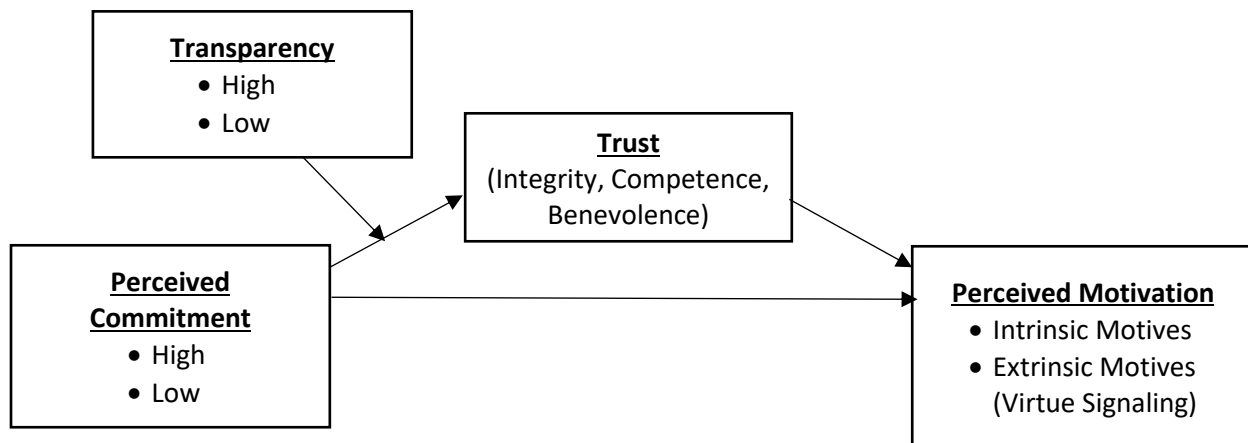 Transparency
• High
• Low
Trust
(Integrity, Competence,
Benevolence)
Perceived
Commitment
• High
• Low
Perceived Motivation
• Intrinsic Motives
• Extrinsic Motives
(Virtue Signaling)